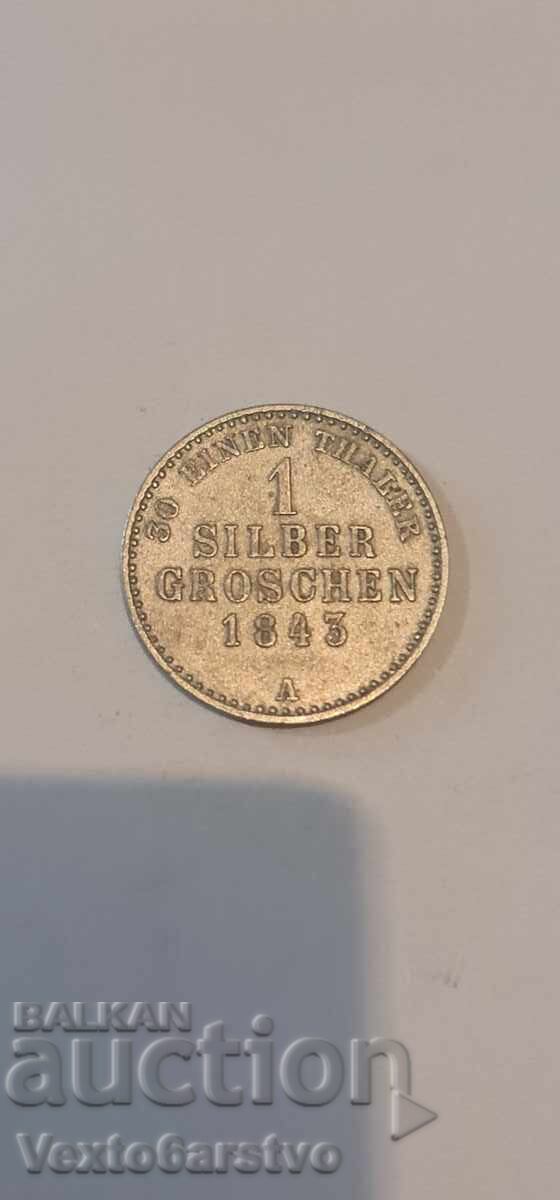 30 EINEN THALER
1
SILBER
GROSCHEN
1843
A
BALKAN
auction
Vexto6arstvo